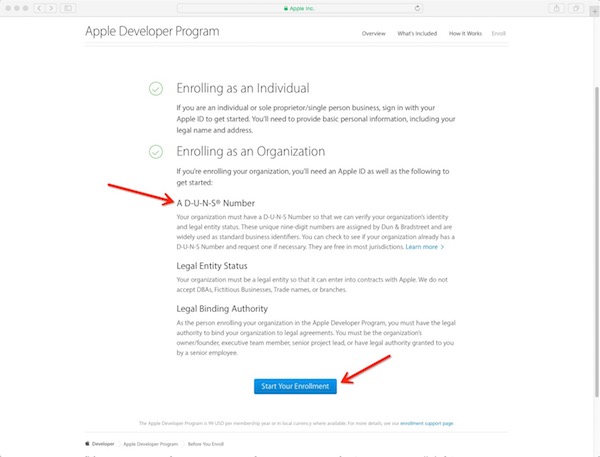 Apple Inc.
Apple Developer Program
Overview What's Included How It Works Enroll
Enrolling as an Individual
If you are an individual or sole proprietor/single person business, sign in with your
Apple ID to get started. You'll need to provide basic personal information, including your
legal name and address.
Enrolling as an Organization
If you're enrolling your organization, you'll need an Apple ID as well as the following to
get started:
A D-U-N-S® Number
Your organization must have a D-U-N-S Number so that we can verify your organization's identity
and legal entity status. These unique nine-digit numbers are assigned by Dun & Bradstreet and are
widely used as standard business identifiers. You can check to see if your organization already has a
D-U-N-S Number and request one if necessary. They are free in most jurisdictions. Learn more >
Legal Entity Status
Your organization must be a legal entity so that it can enter into contracts with Apple. We do not
accept DBAs, Fictitious Businesses, Trade names, or branches.
Legal Binding Authority
As the person enrolling your organization in the Apple Developer Program, you must have the legal
authority to bind your organization to legal agreements. You must be the organization's
owner/founder, executive team member, senior project lead, or have legal authority granted to you
by a senior employee.
Start Your Enrollment
The Apple Developer Program is 99 USD per membership year or in local currency where available. For more details, see our enrollment support page.
Developer Apple Developer Program Before You Enroll